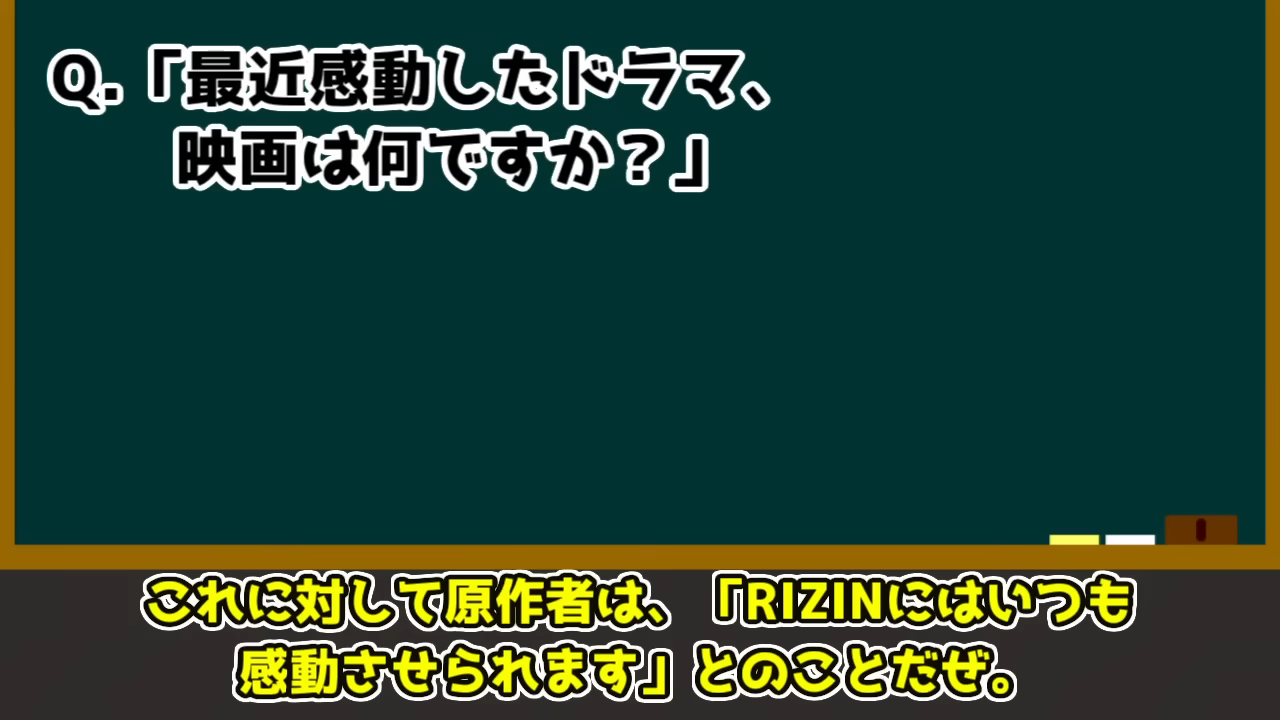 Q.「最近感動したドラマ、
映画は何ですか？」
これに対して原作者は、「RIZINにはいつも
感動させられます」とのことだぜ。